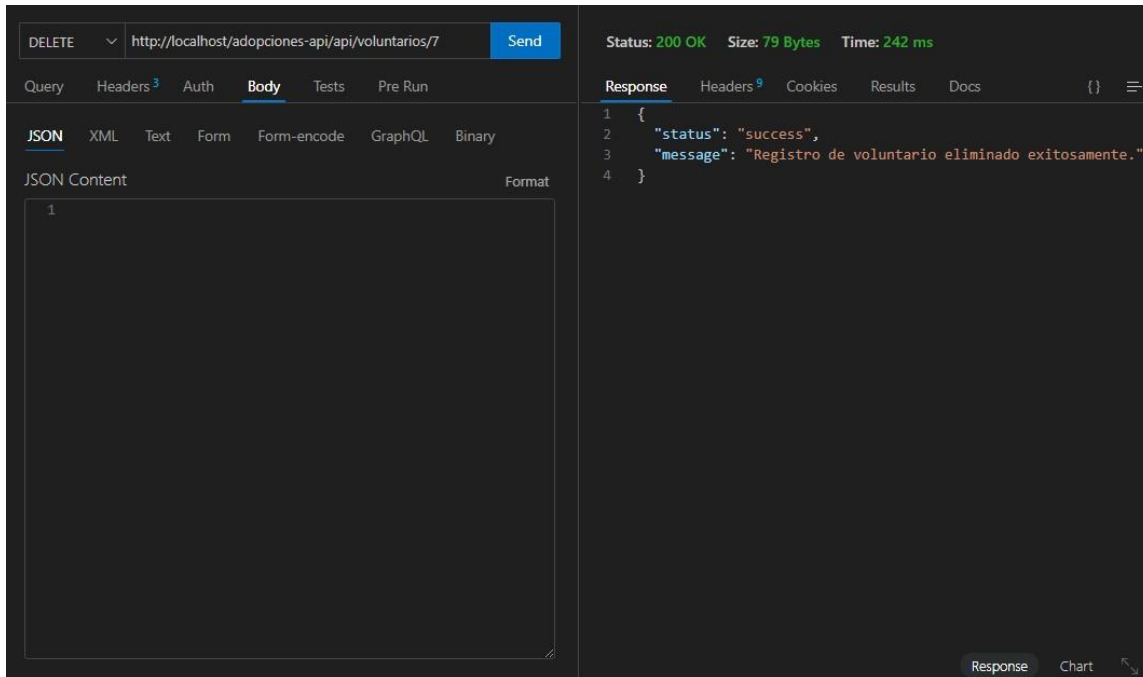 DELETE http://localhost/adopciones-api/api/voluntarios/7 Send
Query Headers 3 Auth Body Tests Pre Run
JSON XML Text Form Form-encode GraphQL Binary
JSON Content Format
1
Status: 200 OK Size: 79 Bytes Time: 242 ms
Response Headers 9 Cookies Results Docs {}
1 {
2 "status": "success",
3 "message": "Registro de voluntario eliminado exitosamente."
4 }
Response Chart